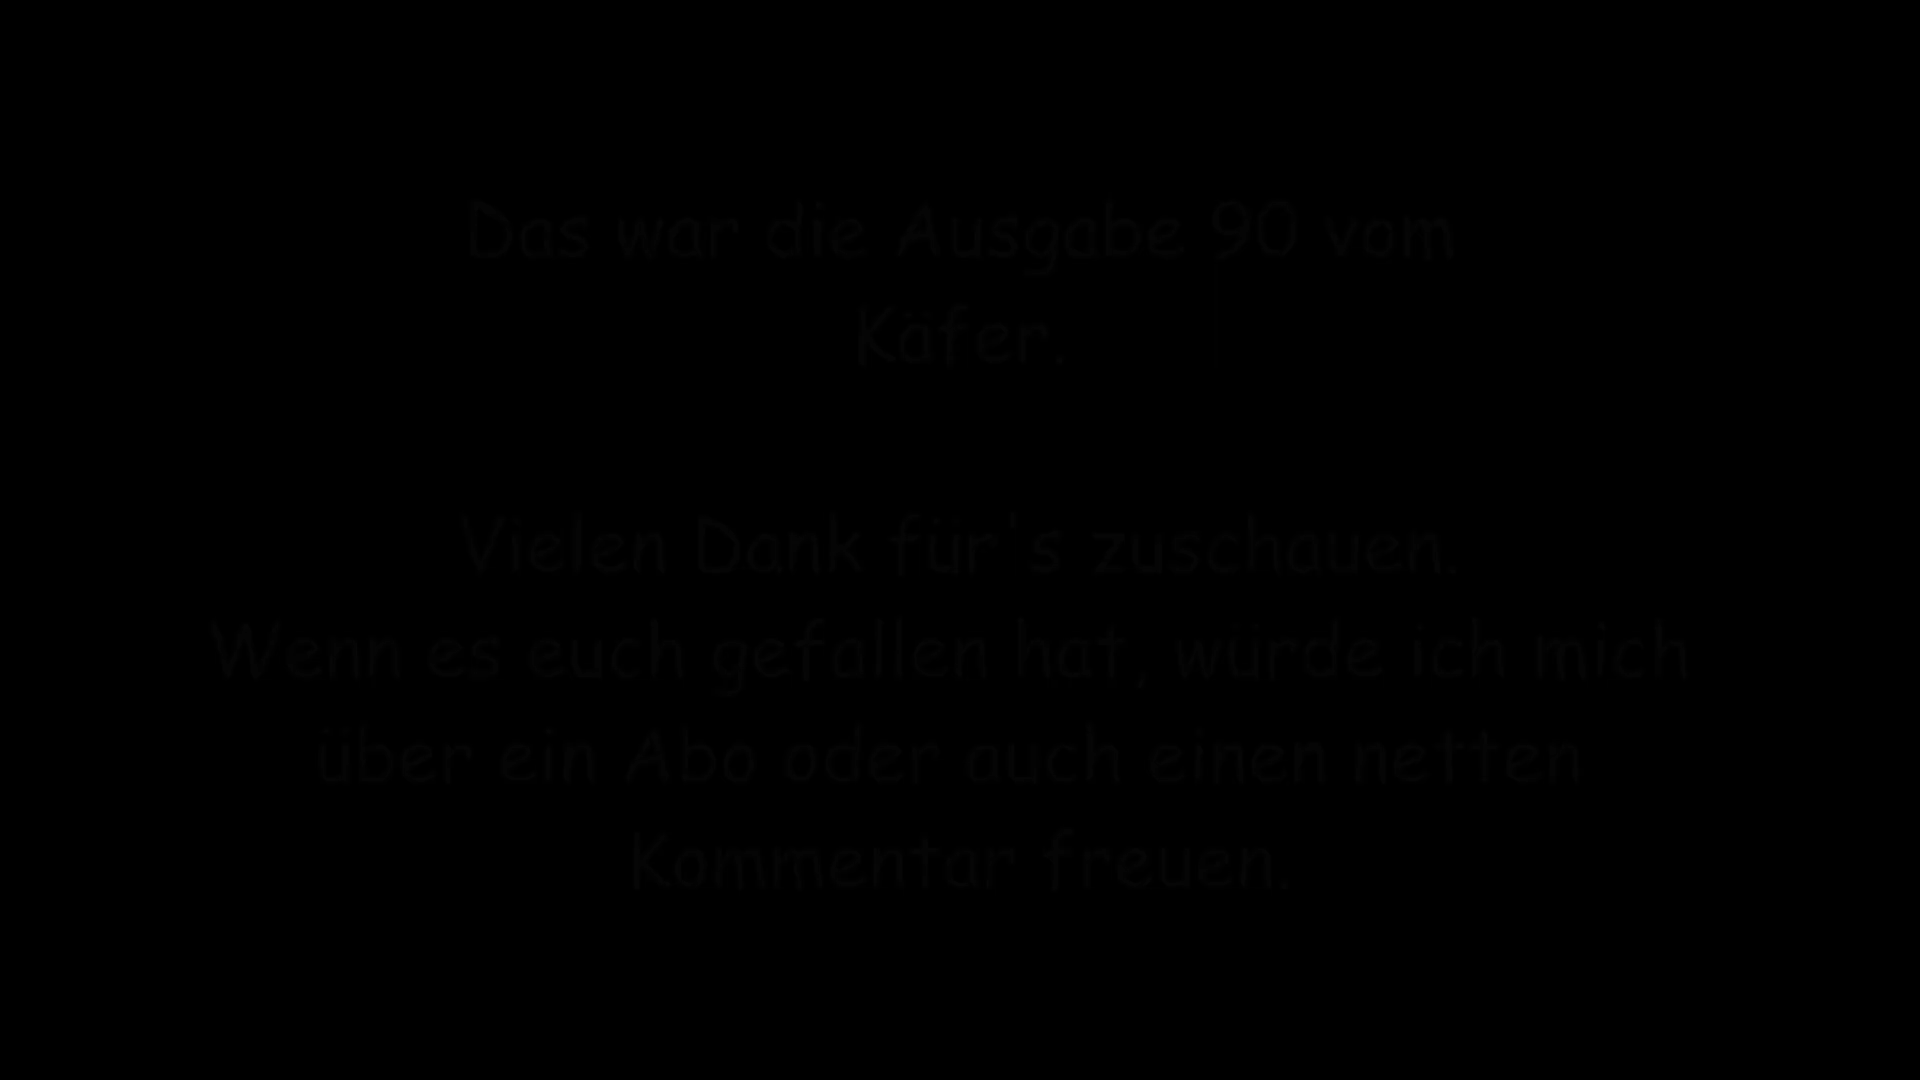 Das war die Ausgabe 90 vom
Käfer.
Vielen Dank für's zuschauen.
Wenn es euch gefallen hat, würde ich mich
über ein Abo oder auch einen netten
Kommentar freuen.